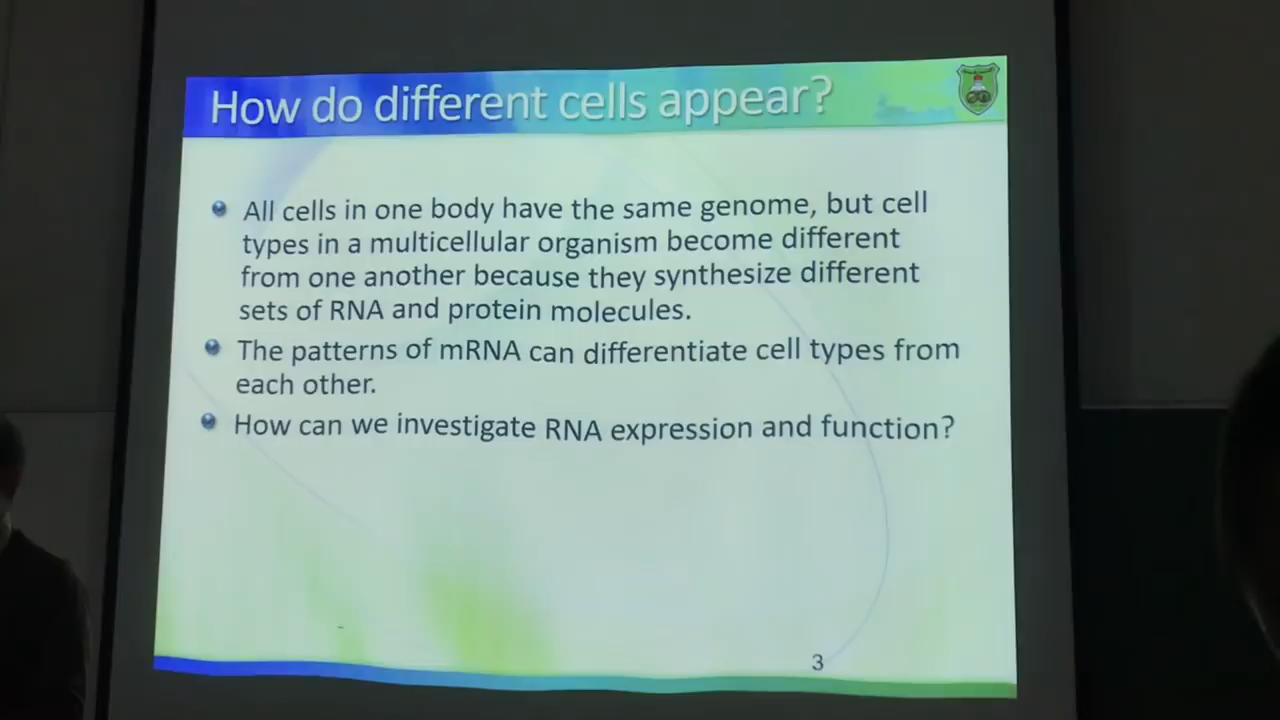 How do different cells appear?
All cells in one body have the same genome, but cell
types in a multicellular organism become different
from one another because they synthesize different
sets of RNA and protein molecules.
The patterns of mRNA can differentiate cell types from
each other.
How can we investigate RNA expression and function?
3